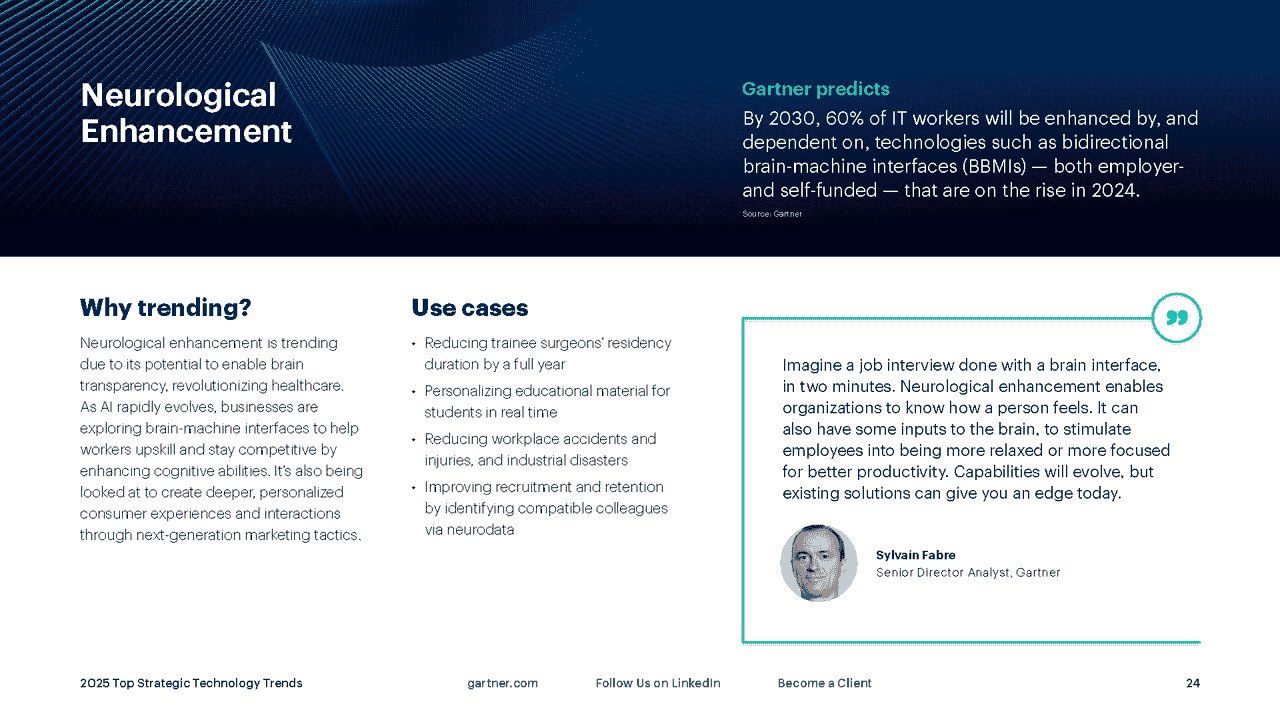 Neurological
Enhancement
Gartner predicts
By 2030, 60% of IT workers will be enhanced by, and
dependent on, technologies such as bidirectional
brain-machine interfaces (BBMIs) — both employer-
and self-funded — that are on the rise in 2024.
Source: Gartner
Why trending?
Neurological enhancement is trending
due to its potential to enable brain
transparency, revolutionizing healthcare.
As AI rapidly evolves, businesses are
exploring brain-machine interfaces to help
workers upskill and stay competitive by
enhancing cognitive abilities. It’s also being
looked at to create deeper, personalized
consumer experiences and interactions
through next-generation marketing tactics.
Use cases
• Reducing trainee surgeons’ residency
duration by a full year
• Personalizing educational material for
students in real time
• Reducing workplace accidents and
injuries, and industrial disasters
• Improving recruitment and retention
by identifying compatible colleagues
via neurodata
”
Imagine a job interview done with a brain interface,
in two minutes. Neurological enhancement enables
organizations to know how a person feels. It can
also have some inputs to the brain, to stimulate
employees into being more relaxed or more focused
for better productivity. Capabilities will evolve, but
existing solutions can give you an edge today.
Sylvain Fabre
Senior Director Analyst, Gartner
2025 Top Strategic Technology Trends
gartner.com
Follow Us on LinkedIn
Become a Client
24